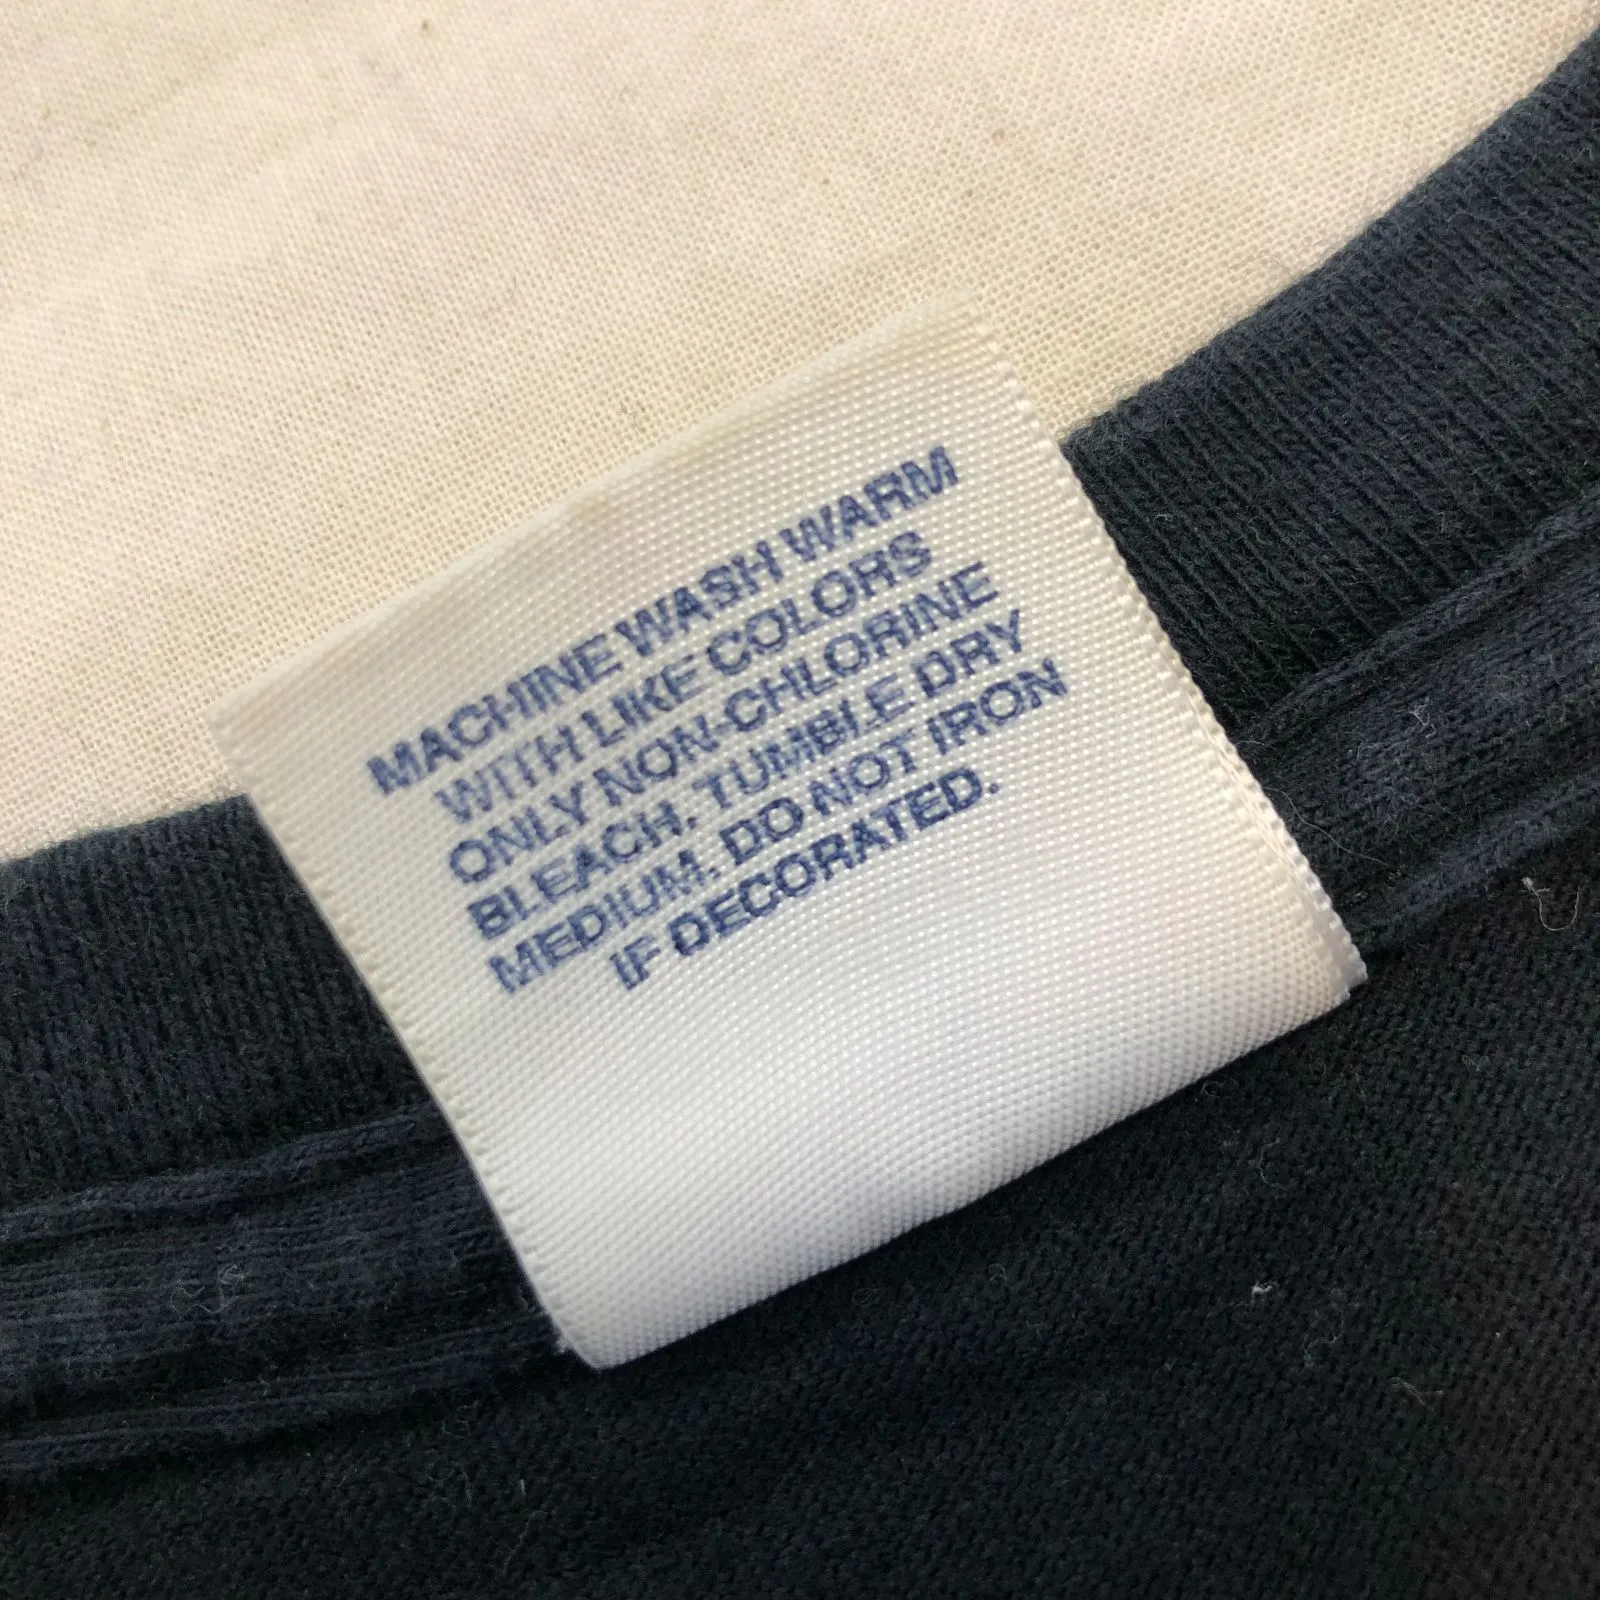 MACHINE WASH WARM
WITH LIKE COLORS
ONLY NON-CHLORINE
BLEACH. TUMBLE DRY
MEDIUM. DO NOT IRON
IF DECORATED.